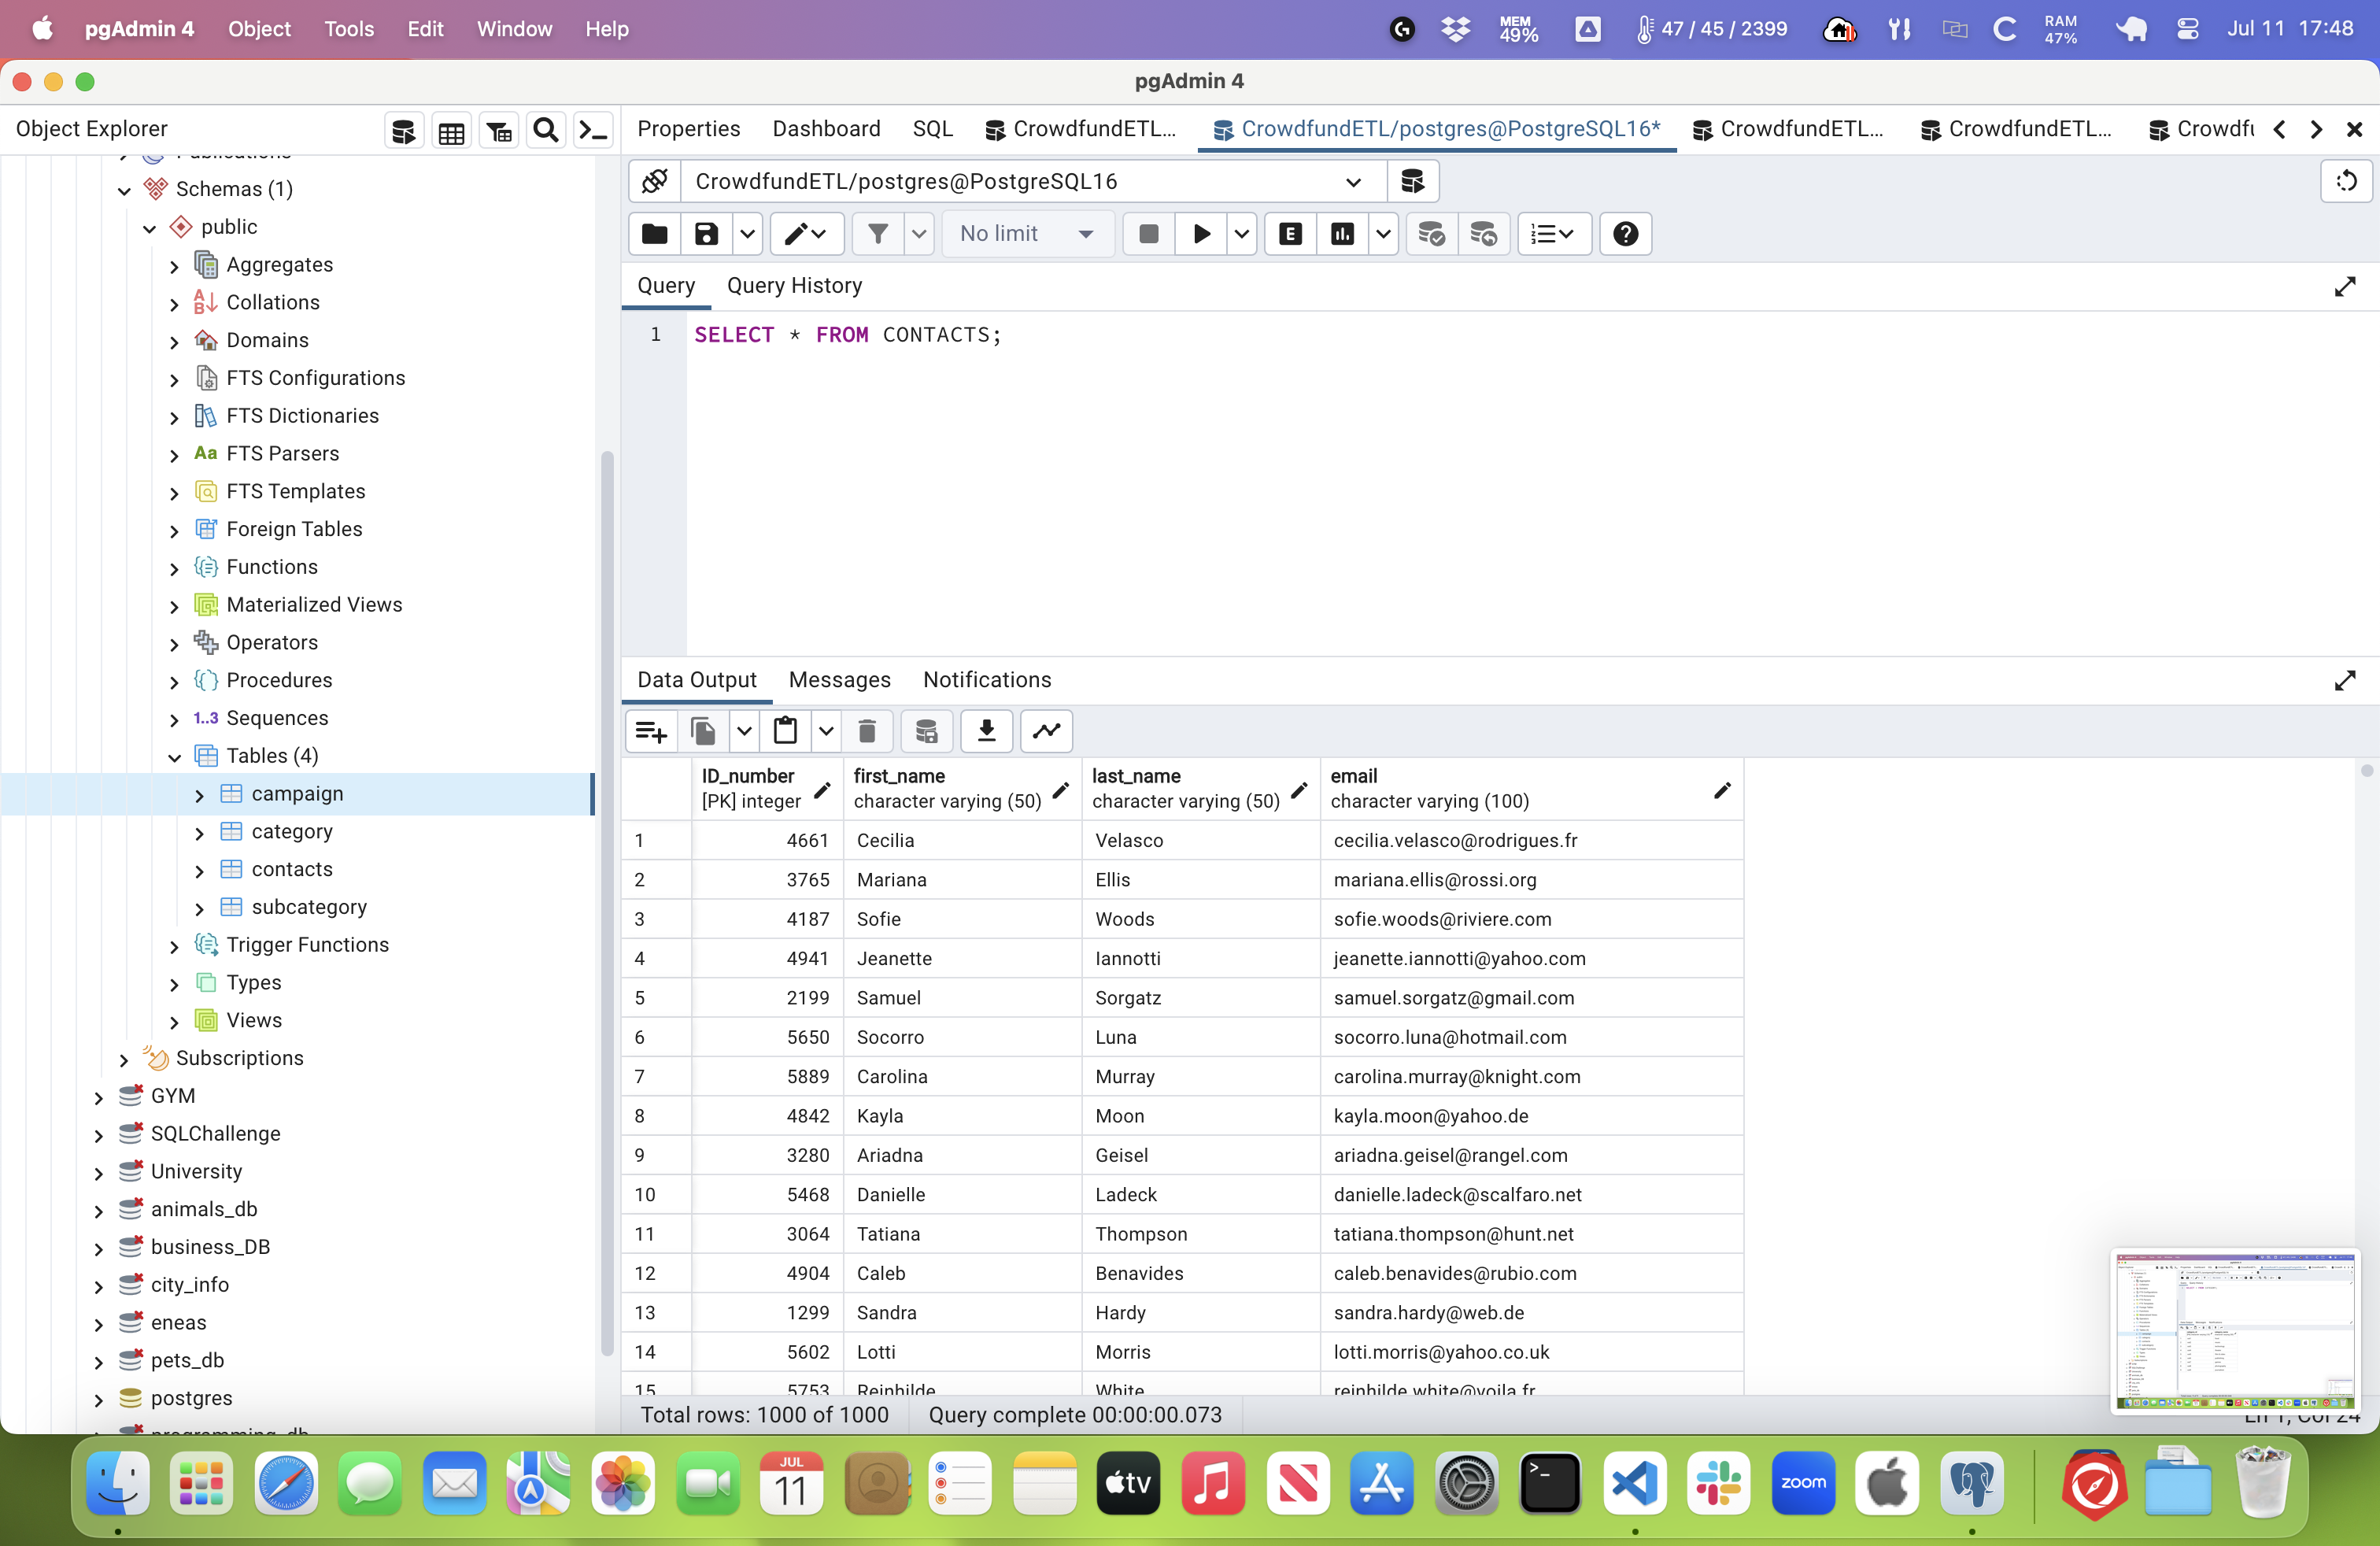 pgAdmin 4 Object Tools Edit Window Help MEM 49% 47 / 45 / 2399 RAM 47% Jul 11 17:48
pgAdmin 4
Object Explorer
Properties Dashboard SQL CrowdfundETL... CrowdfundETL/postgres@PostgreSQL16* CrowdfundETL... CrowdfundETL... Crowdfu
Publications
Schemas (1)
public
Aggregates
Collations
Domains
FTS Configurations
FTS Dictionaries
Aa FTS Parsers
FTS Templates
Foreign Tables
Functions
Materialized Views
Operators
Procedures
1..3 Sequences
Tables (4)
campaign
category
contacts
subcategory
Trigger Functions
Types
Views
Subscriptions
GYM
SQLChallenge
University
animals_db
business_DB
city_info
eneas
pets_db
postgres
programming_db
CrowdfundETL/postgres@PostgreSQL16
No limit
Query Query History
1 SELECT * FROM CONTACTS;
Data Output Messages Notifications
ID_number first_name last_name email
[PK] integer character varying (50) character varying (50) character varying (100)
1 4661 Cecilia Velasco cecilia.velasco@rodrigues.fr
2 3765 Mariana Ellis mariana.ellis@rossi.org
3 4187 Sofie Woods sofie.woods@riviere.com
4 4941 Jeanette Iannotti jeanette.iannotti@yahoo.com
5 2199 Samuel Sorgatz samuel.sorgatz@gmail.com
6 5650 Socorro Luna socorro.luna@hotmail.com
7 5889 Carolina Murray carolina.murray@knight.com
8 4842 Kayla Moon kayla.moon@yahoo.de
9 3280 Ariadna Geisel ariadna.geisel@rangel.com
10 5468 Danielle Ladeck danielle.ladeck@scalfaro.net
11 3064 Tatiana Thompson tatiana.thompson@hunt.net
12 4904 Caleb Benavides caleb.benavides@rubio.com
13 1299 Sandra Hardy sandra.hardy@web.de
14 5602 Lotti Morris lotti.morris@yahoo.co.uk
15 5753 Reinhilde White reinhilde.white@voila.fr
Total rows: 1000 of 1000 Query complete 00:00:00.073 Ln 1, Col 24
JUL
11
tv
zoom